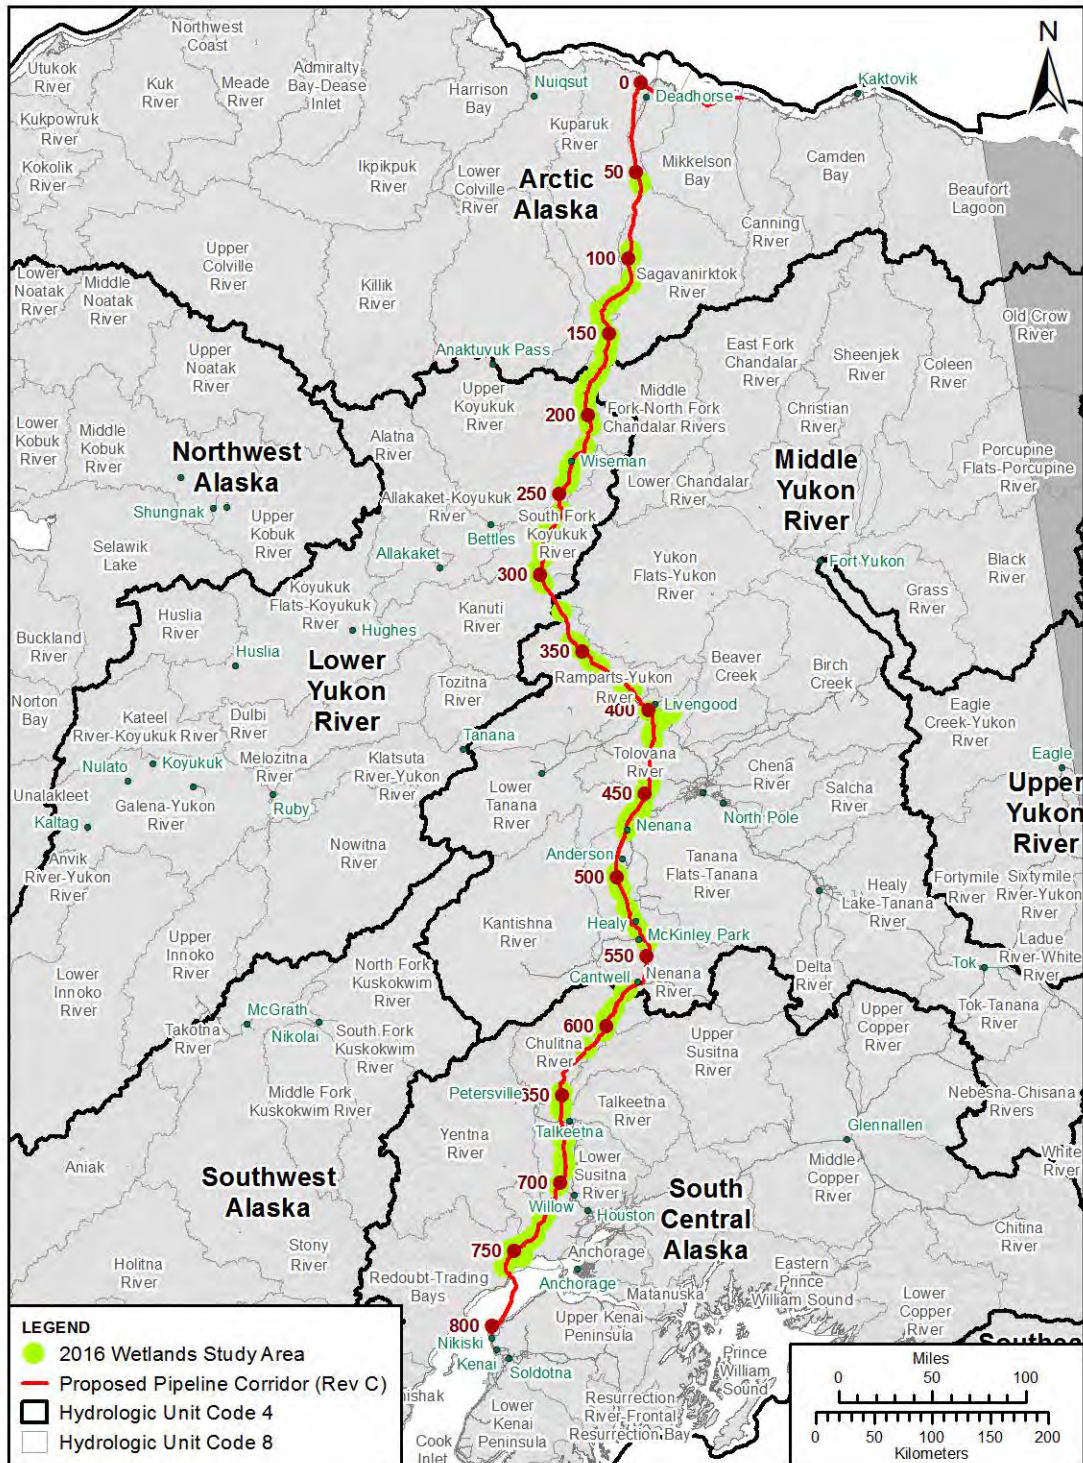 Northwest
Coast
N
Utukok
River
Kuk
River
Meade
River
Admiralty
Bay-Dease
Inlet
Harrison
Bay
Nuiqsut
0
Deadhorse
Kaktovik
Kukpowruk
River
Kuparuk
River
Kokolik
River
Ikpikpuk
River
Lower
Colville
River
Arctic
Alaska
50
Mikkelson
Bay
Camden
Bay
Beaufort
Lagoon
Canning
River
Upper
Colville
River
100
Sagavanirktok
River
Lower
Noatak
River
Middle
Noatak
River
Killik
River
Old Crow
River
150
Upper
Noatak
River
Anaktuvuk Pass
East Fork
Chandalar
River
Sheenjek
River
Coleen
River
Upper
Koyukuk
River
Middle
Fork-North Fork
Chandalar Rivers
200
Christian
River
Lower
Kobuk
River
Middle
Kobuk
River
Alatna
River
Northwest
Alaska
Wiseman
Middle
Yukon
River
Porcupine
Flats-Porcupine
River
Lower Chandalar
River
250
Shungnak
Allakaket-Koyukuk
River
South Fork
Koyukuk
River
Upper
Kobuk
River
Bettles
Selawik
Lake
Allakaket
300
Yukon
Flats-Yukon
River
Fort Yukon
Black
River
Grass
River
Koyukuk
Flats-Koyukuk
River
Kanuti
River
Huslia
River
Buckland
River
Hughes
Huslia
350
Lower
Yukon
River
Beaver
Creek
Birch
Creek
Tozitna
River
Ramparts-Yukon
River
Norton
Bay
400
Livengood
Eagle
Creek-Yukon
River
Kateel
River-Koyukuk River
Dulbi
River
Tanana
Tolovana
River
Melozitna
River
Klatsuta
River-Yukon
River
Chena
River
Eagle
Nulato
Koyukuk
Lower
Tanana
River
450
Salcha
River
Upper
Yukon
River
Unalakleet
Galena-Yukon
River
Ruby
North Pole
Kaltag
Nenana
Nowitna
River
Anvik
River-Yukon
River
Anderson
Tanana
Flats-Tanana
River
500
Healy
Lake-Tanana
River
Fortymile
River
Sixtymile
River-Yukon
River
Kantishna
River
Healy
McKinley Park
Upper
Innoko
River
550
Ladue
River-White
River
Lower
Innoko
River
North Fork
Kuskokwim
River
Cantwell
Nenana
River
Delta
River
Tok
Tok-Tanana
River
McGrath
Takotna
River
Nikolai
South Fork
Kuskokwim
River
600
Chulitna
River
Upper
Susitna
River
Upper
Copper
River
Middle Fork
Kuskokwim River
Petersville
650
Talkeetna
River
Nebesna-Chisana
Rivers
Talkeetna
Glennallen
Yentna
River
White
River
Aniak
Lower
Susitna
River
Middle
Copper
River
Southwest
Alaska
700
South
Central
Alaska
Willow
Houston
Chitina
River
Stony
River
750
Anchorage
Holitna
River
Redoubt-Trading
Bays
Anchorage
Matanuska
Eastern
Prince
William Sound
Lower
Copper
River
800
Upper Kenai
Peninsula
Nikiski
Kenai
Soldotna
Prince
William
Sound
Southea
nishak
Resurrection
River-Frontal
Resurrection Bay
Lower
Kenai
Peninsula
Cook
Inlet
LEGEND
2016 Wetlands Study Area
Proposed Pipeline Corridor (Rev C)
Hydrologic Unit Code 4
Hydrologic Unit Code 8
Miles
0 50 100
0 50 100 150 200
Kilometers